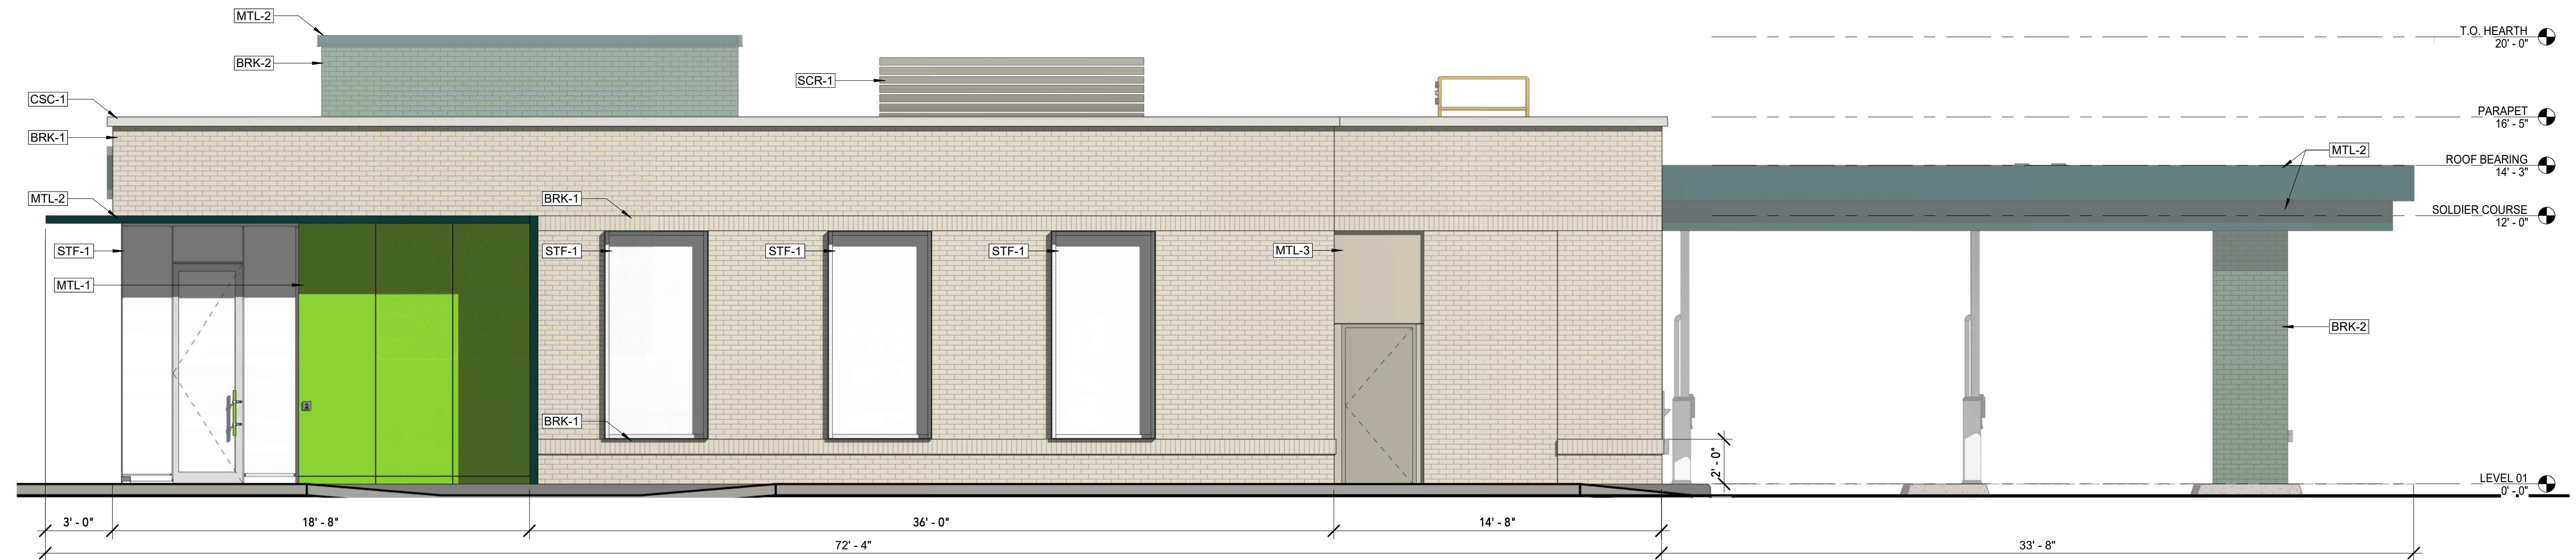 MTL-2
T.O. HEARTH
20' - 0"
BRK-2
SCR-1
CSC-1
PARAPET
16' - 5"
BRK-1
MTL-2
ROOF BEARING
14' - 3"
MTL-2
BRK-1
SOLDIER COURSE
12' - 0"
STF-1
STF-1
STF-1
STF-1
MTL-3
MTL-1
BRK-2
BRK-1
2' - 0"
LEVEL 01
0' - 0"
3' - 0"
18' - 8"
36' - 0"
14' - 8"
72' - 4"
33' - 8"